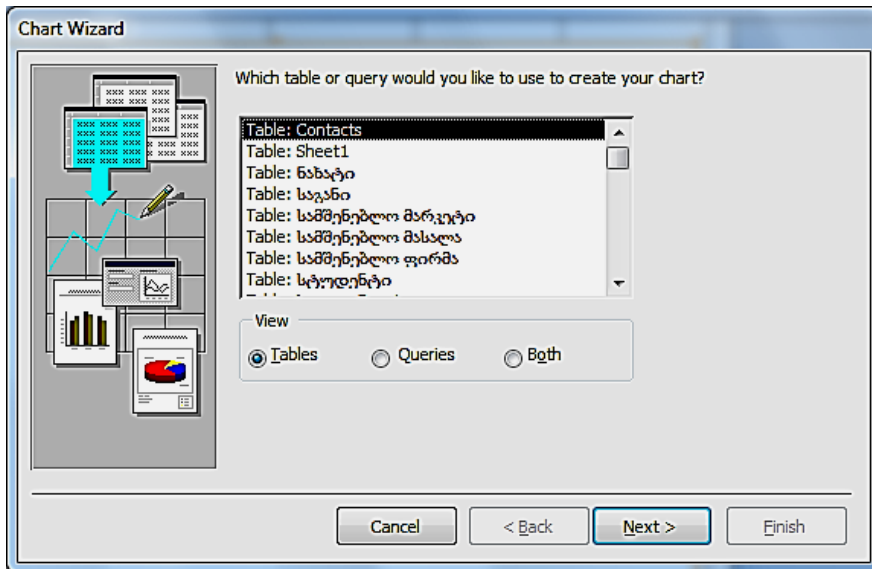 Chart Wizard
Which table or query would you like to use to create your chart?
Table: Contacts
Table: Sheet1
Table: ნახატი
Table: საგანი
Table: სამშენებლო მარკეტი
Table: სამშენებლო მასალა
Table: სამშენებლო ფირმა
Table: სტუდენტი
View
Tables
Queries
Both
Cancel
< Back
Next >
Finish